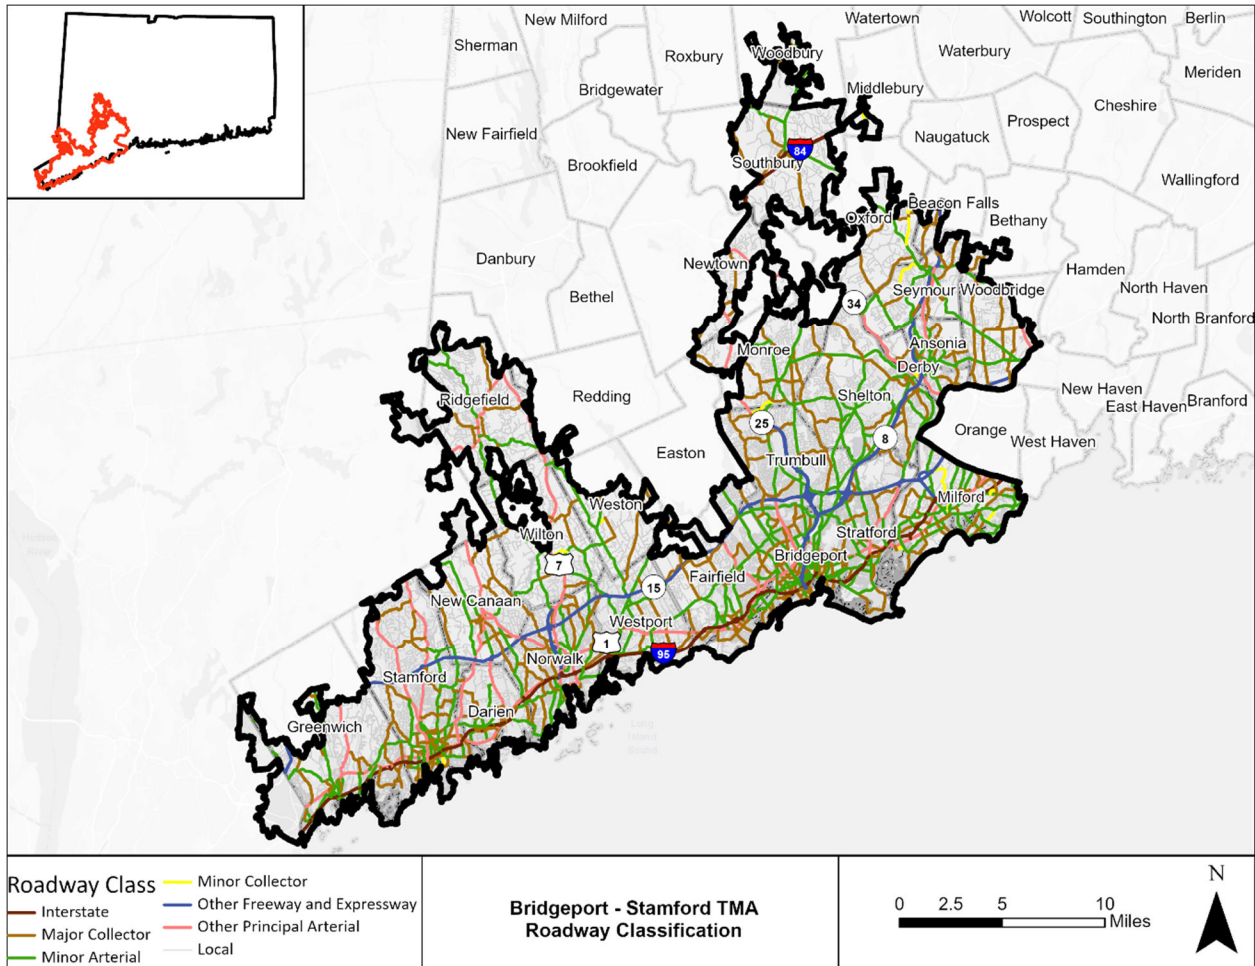 New Milford
Watertown
Wolcott
Southington
Berlin
Sherman
Roxbury
Woodbury
Waterbury
Meriden
Bridgewater
Middlebury
Cheshire
New Fairfield
Naugatuck
Prospect
Brookfield
Southbury
84
Wallingford
Oxford
Beacon Falls
Bethany
Danbury
Newtown
Hamden
Bethel
34
Seymour
Woodbridge
North Haven
North Branford
Monroe
Ansonia
Derby
Ridgefield
Redding
Shelton
New Haven
East Haven
Branford
25
8
Orange
West Haven
Easton
Trumbull
Weston
Milford
Wilton
Stratford
Hudson
River
7
Bridgeport
15
Fairfield
New Canaan
Westport
1
95
Norwalk
Stamford
Darien
Greenwich
Long
Island
Sound
Roadway Class
Interstate
Major Collector
Minor Arterial
Minor Collector
Other Freeway and Expressway
Other Principal Arterial
Local
Bridgeport - Stamford TMA
Roadway Classification
0 2.5 5 10
Miles
N